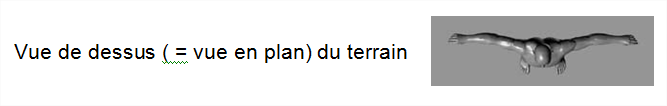 Vue de dessus ( = vue en plan) du terrain